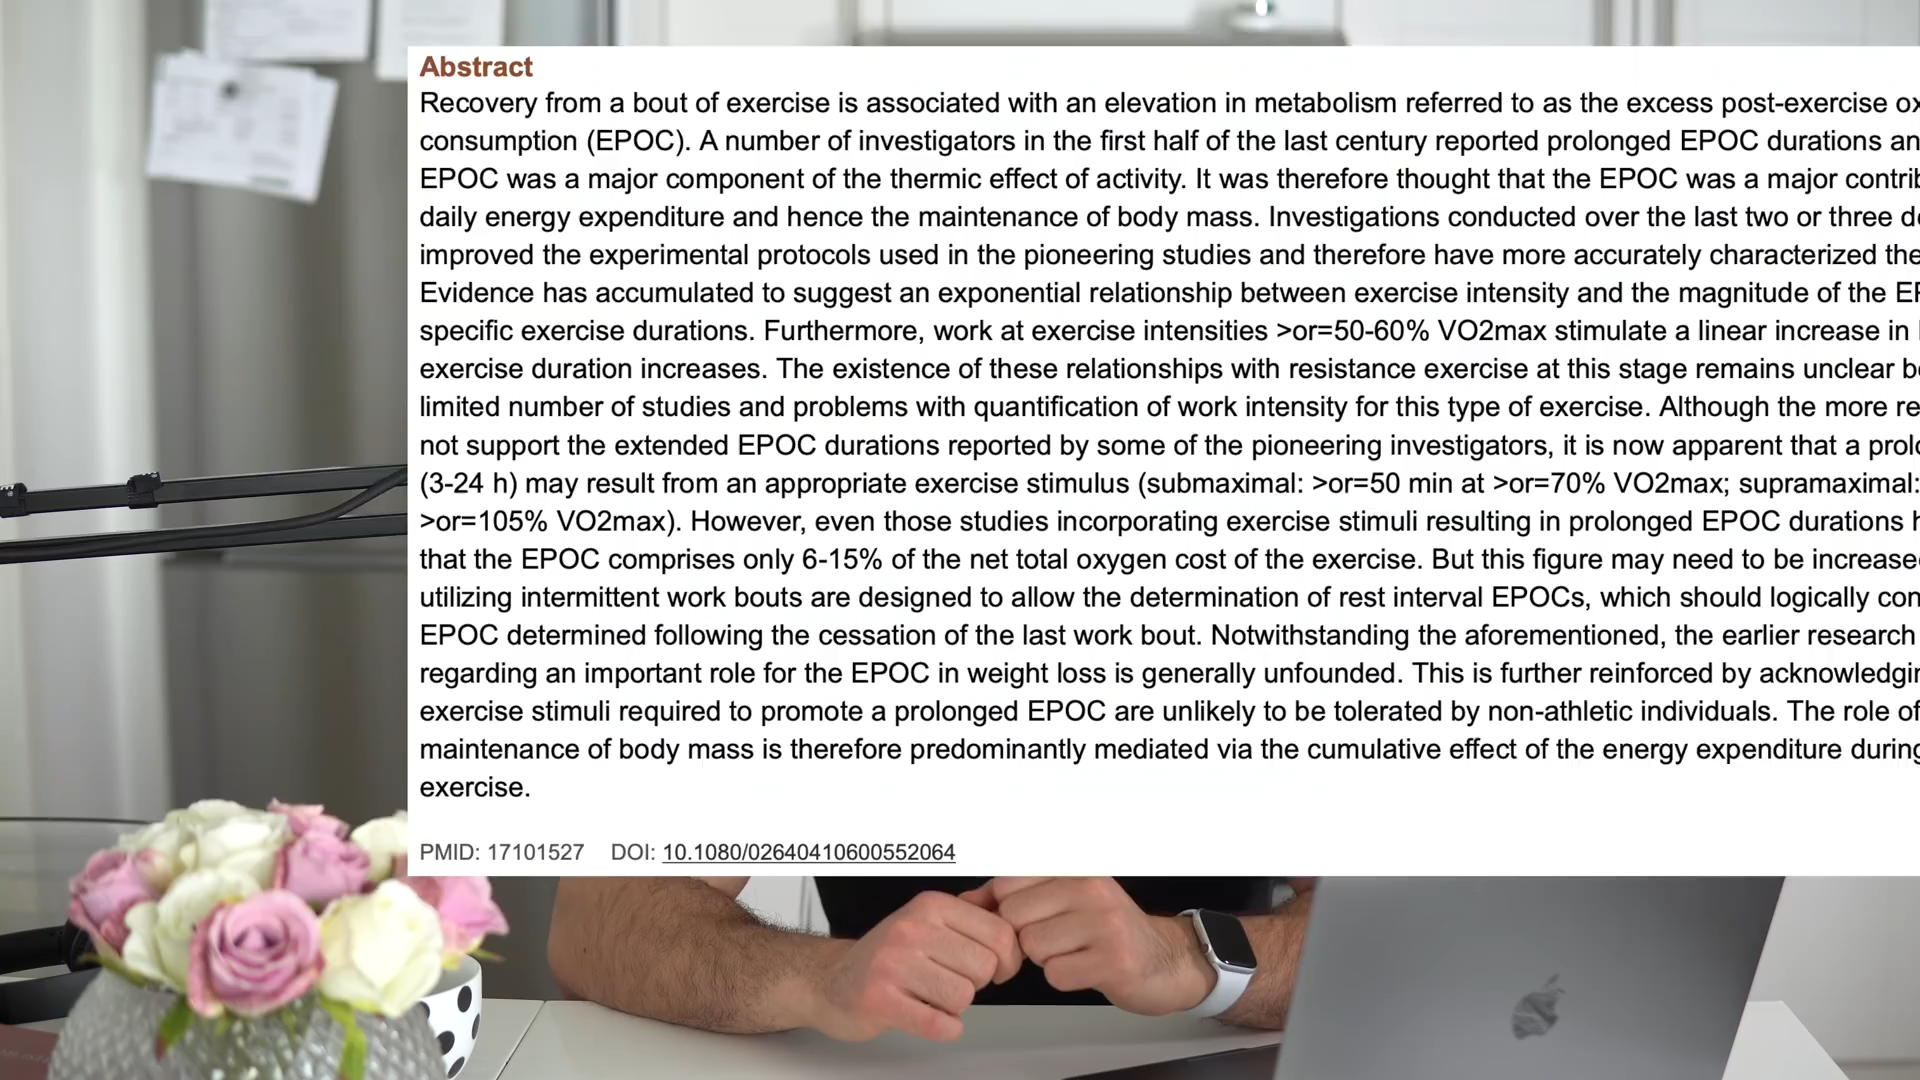 Abstract
Recovery from a bout of exercise is associated with an elevation in metabolism referred to as the excess post-exercise
consumption (EPOC). A number of investigators in the first half of the last century reported prolonged EPOC durations
EPOC was a major component of the thermic effect of activity. It was therefore thought that the EPOC was a major
daily energy expenditure and hence the maintenance of body mass. Investigations conducted over the last two or three
improved the experimental protocols used in the pioneering studies and therefore have more accurately characterized the
Evidence has accumulated to suggest an exponential relationship between exercise intensity and the magnitude of the
specific exercise durations. Furthermore, work at exercise intensities >or=50-60% VO2max stimulate a linear increase in
exercise duration increases. The existence of these relationships with resistance exercise at this stage remains unclear
limited number of studies and problems with quantification of work intensity for this type of exercise. Although the more
not support the extended EPOC durations reported by some of the pioneering investigators, it is now apparent that a
(3-24 h) may result from an appropriate exercise stimulus (submaximal: >or=50 min at >or=70% VO2max; supramaximal:
>or=105% VO2max). However, even those studies incorporating exercise stimuli resulting in prolonged EPOC durations
that the EPOC comprises only 6-15% of the net total oxygen cost of the exercise. But this figure may need to be increased
utilizing intermittent work bouts are designed to allow the determination of rest interval EPOCs, which should logically
EPOC determined following the cessation of the last work bout. Notwithstanding the aforementioned, the earlier research
regarding an important role for the EPOC in weight loss is generally unfounded. This is further reinforced by
exercise stimuli required to promote a prolonged EPOC are unlikely to be tolerated by non-athletic individuals. The role of
maintenance of body mass is therefore predominantly mediated via the cumulative effect of the energy expenditure during
exercise.
PMID: 17101527 DOI: 10.1080/02640410600552064